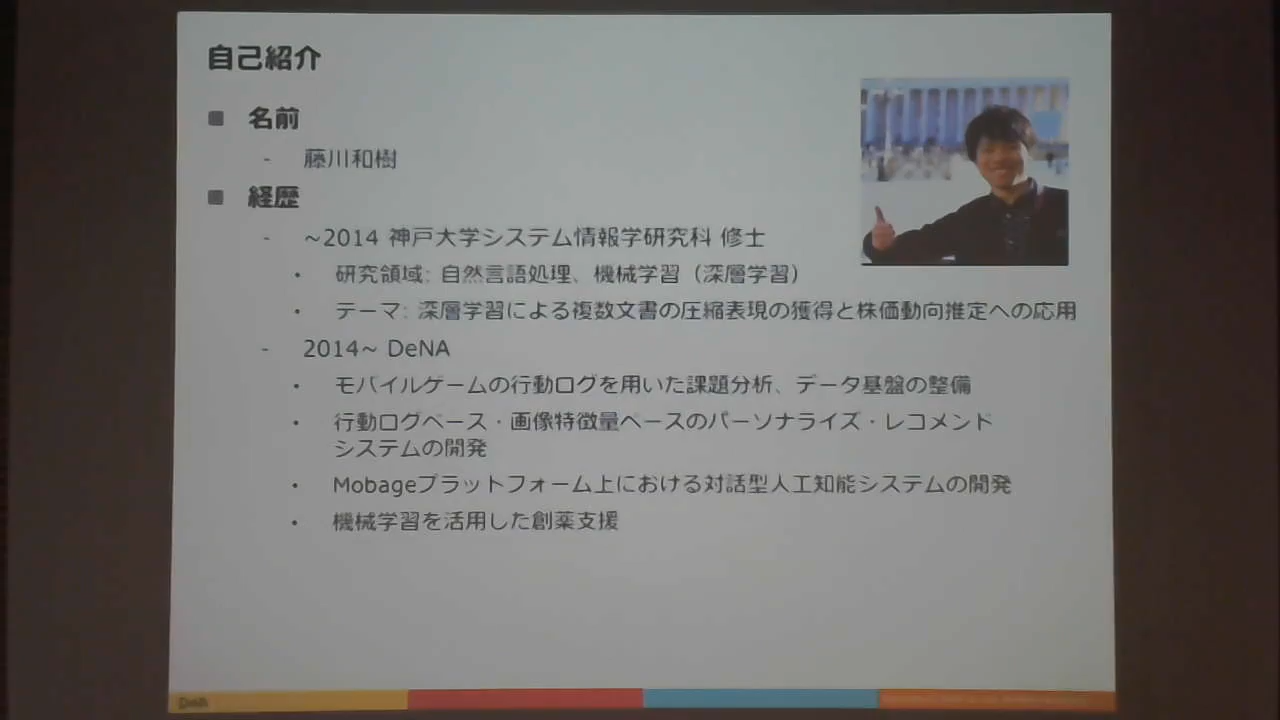 自己紹介
■ 名前
- 藤川和樹
■ 経歴
- ~2014 神戸大学システム情報学研究科 修士
・ 研究領域: 自然言語処理、機械学習（深層学習）
・ テーマ: 深層学習による複数文書の圧縮表現の獲得と株価動向推定への応用
- 2014~ DeNA
・ モバイルゲームの行動ログを用いた課題分析、データ基盤の整備
・ 行動ログベース・画像特徴量ベースのパーソナライズ・レコメンド
システムの開発
・ Mobageプラットフォーム上における対話型人工知能システムの開発
・ 機械学習を活用した創薬支援
DeNA